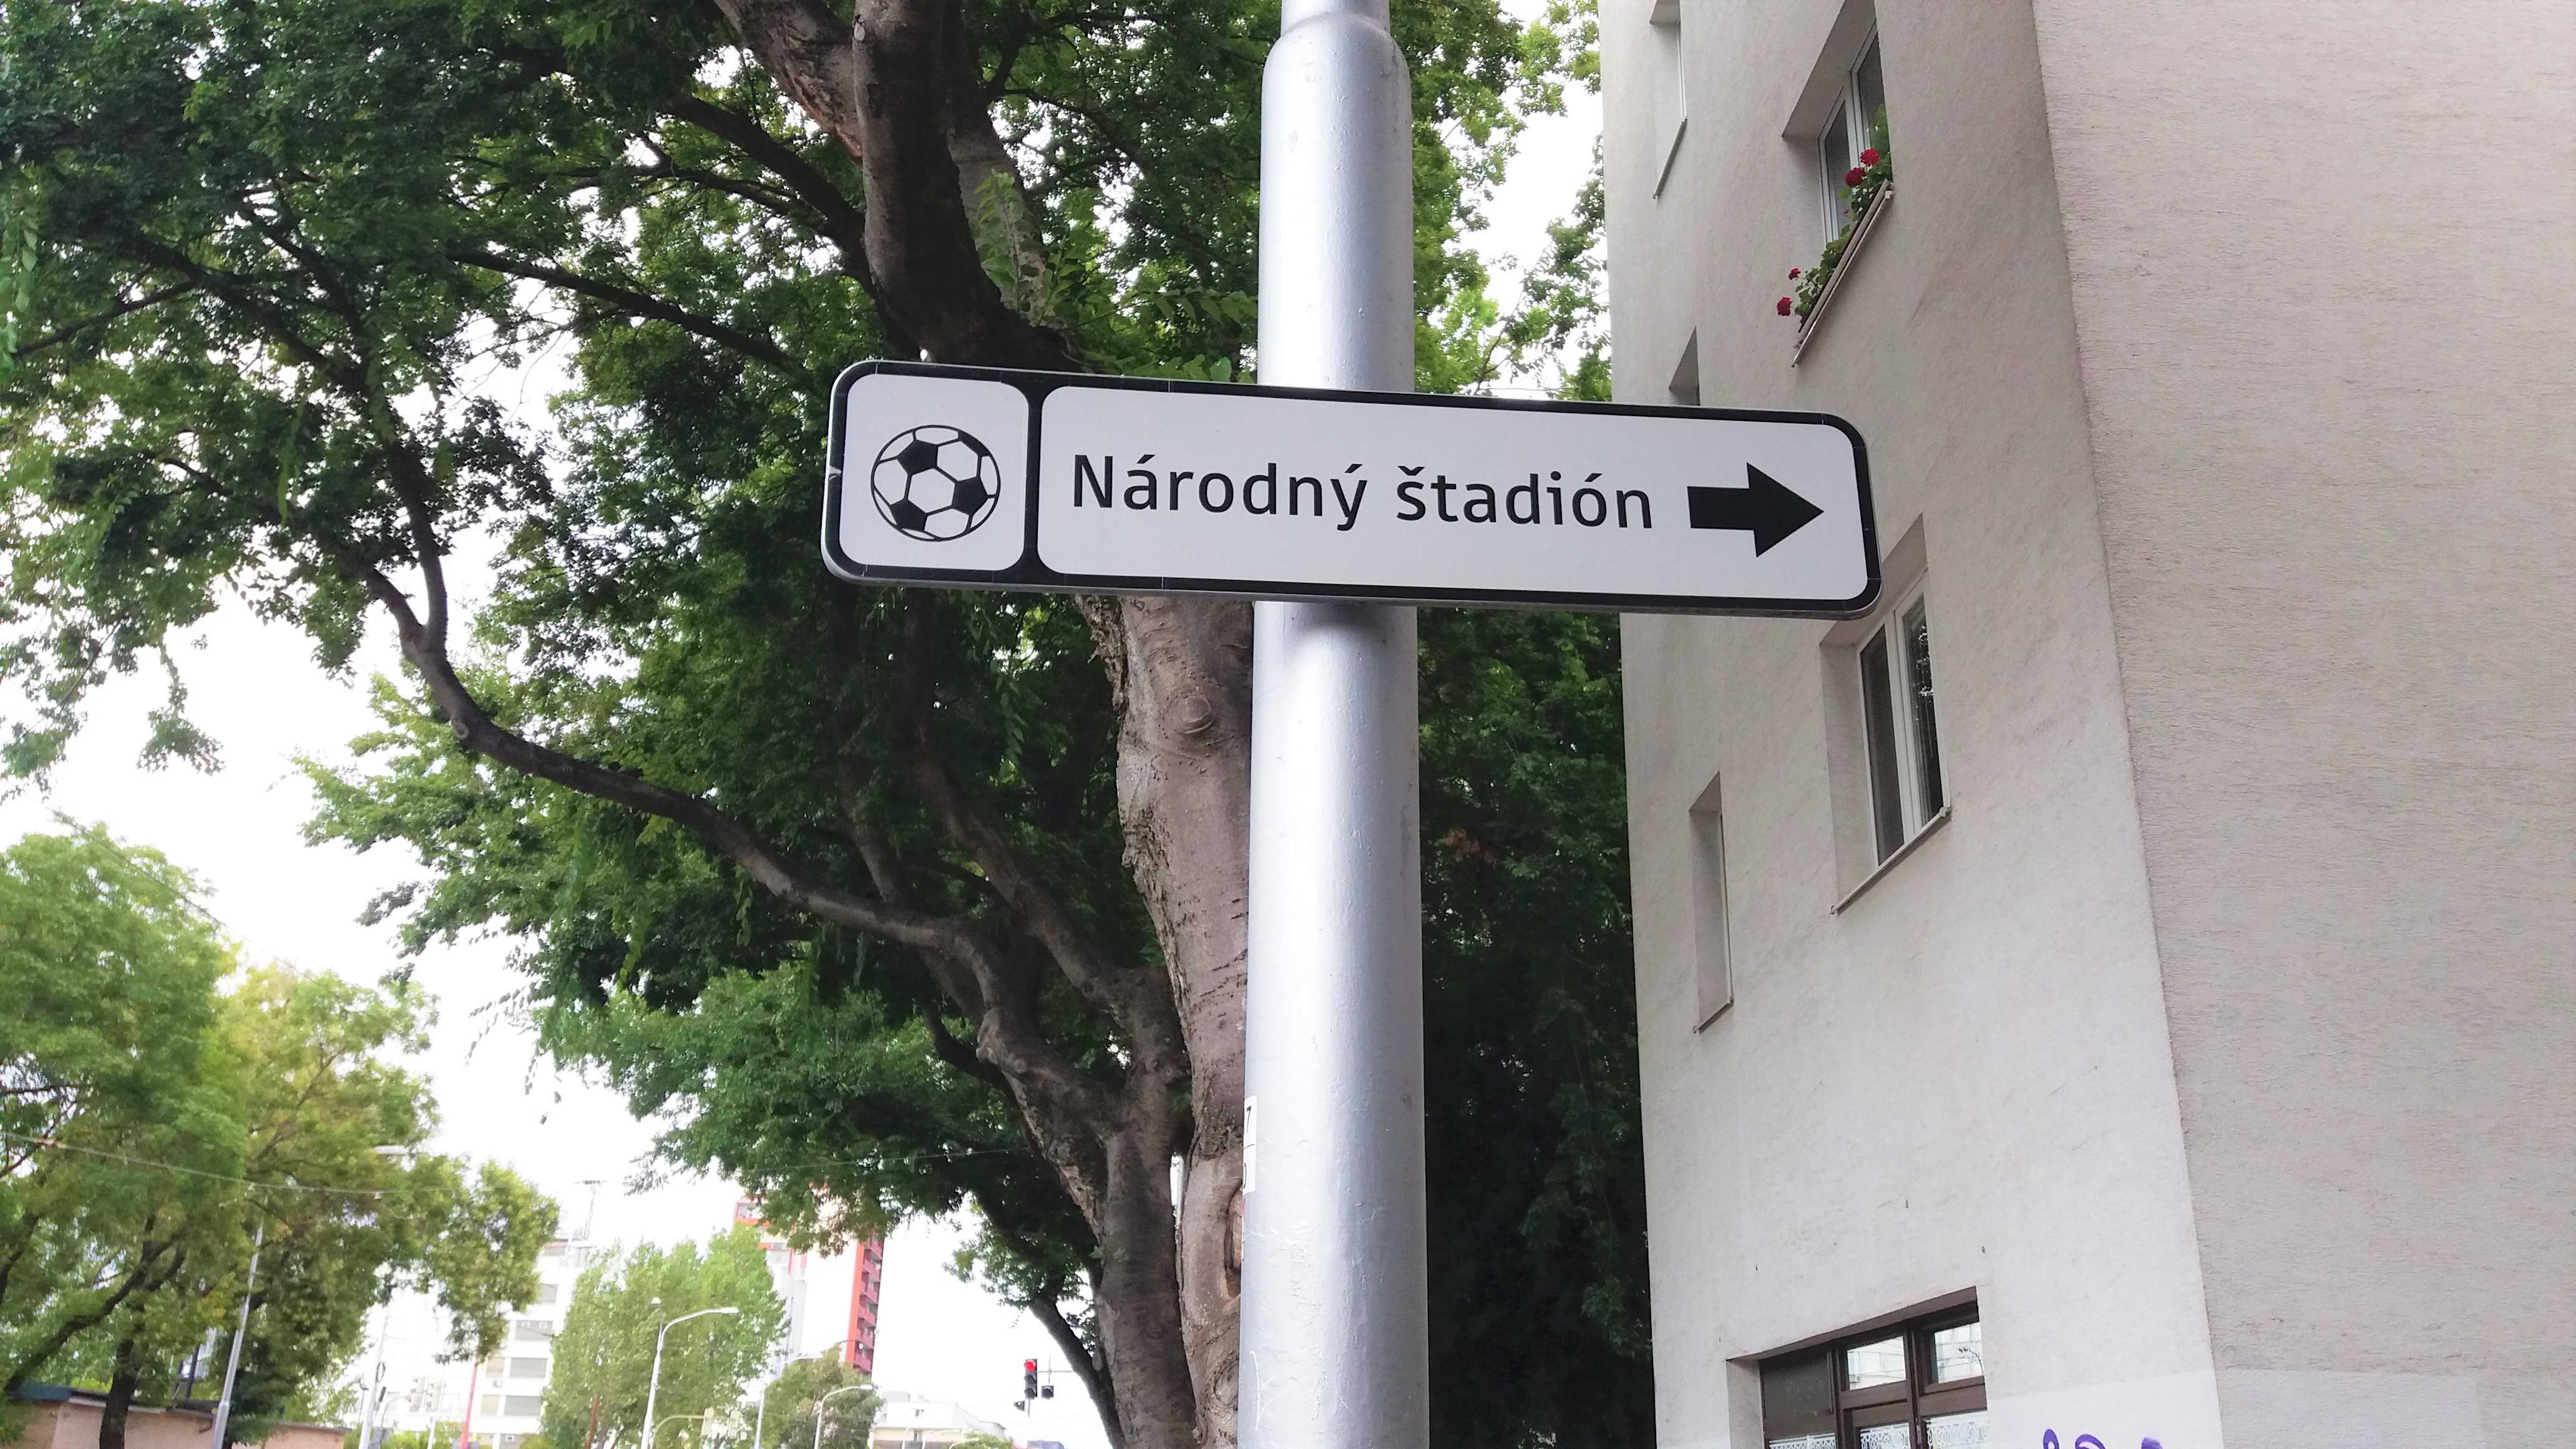 Národný štadión